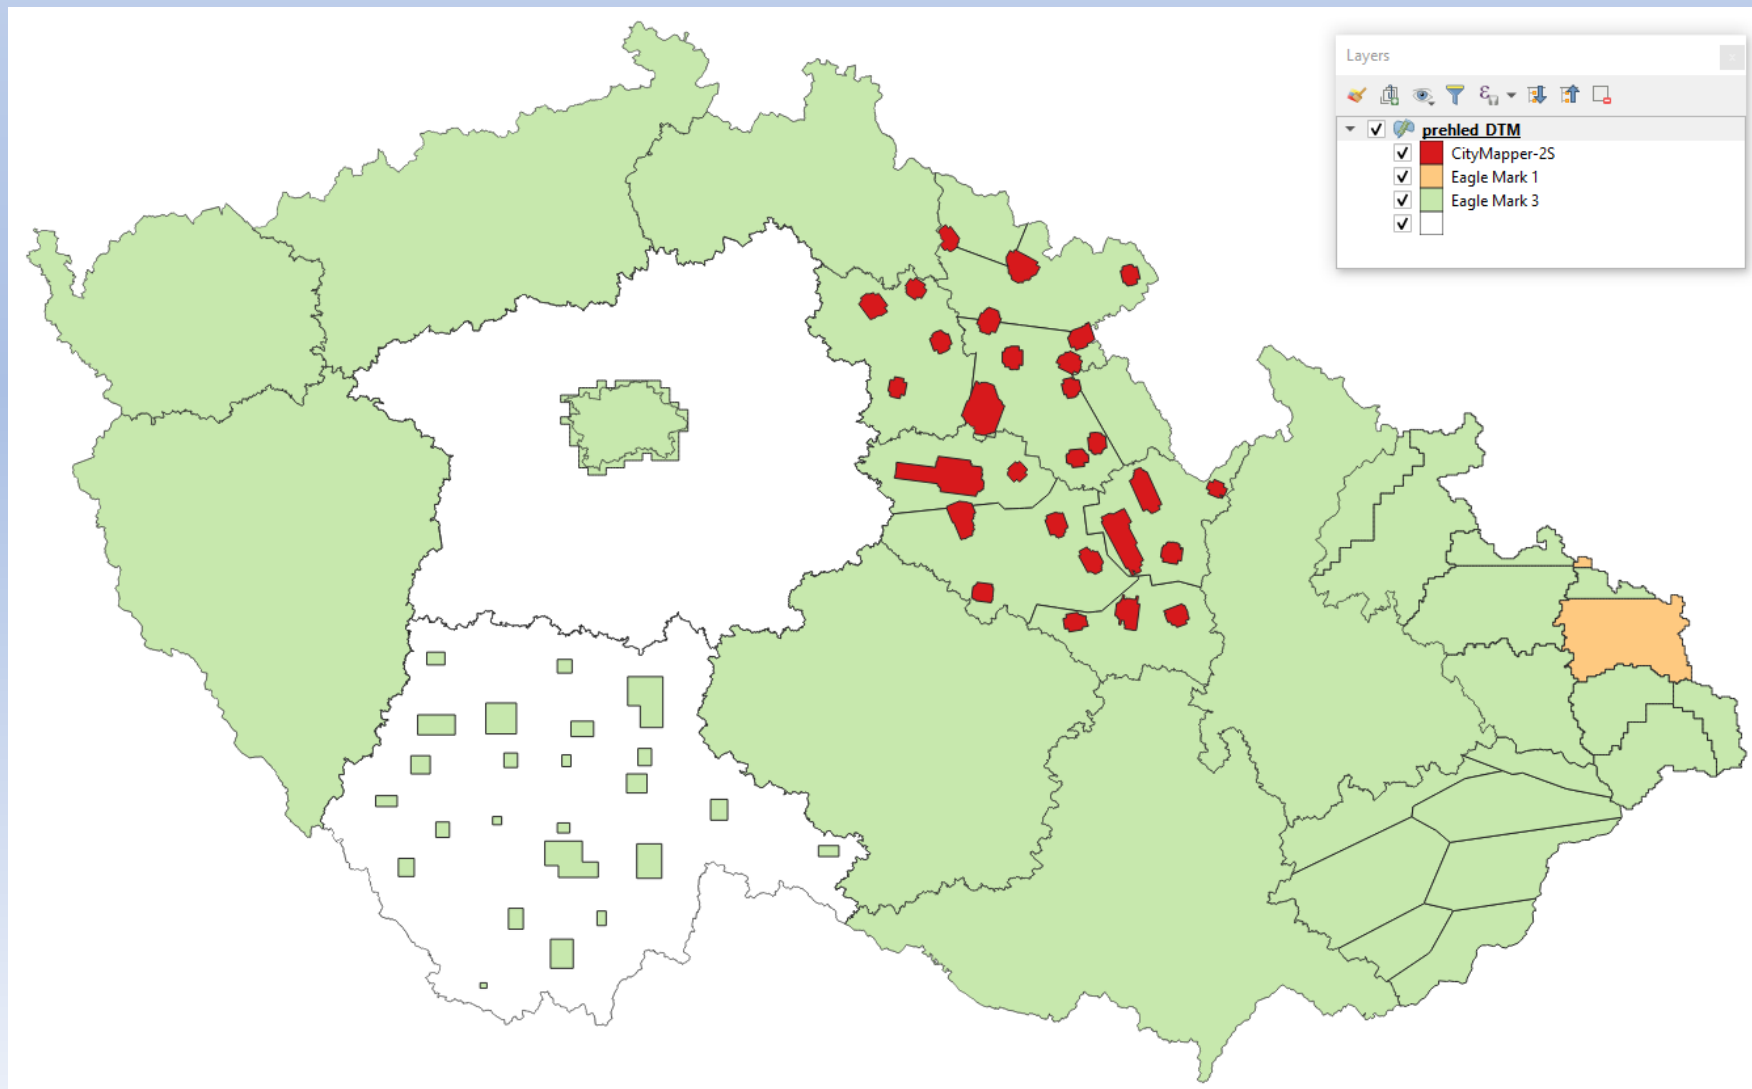 Layers
prehled_DTM
CityMapper-2S
Eagle Mark 1
Eagle Mark 3